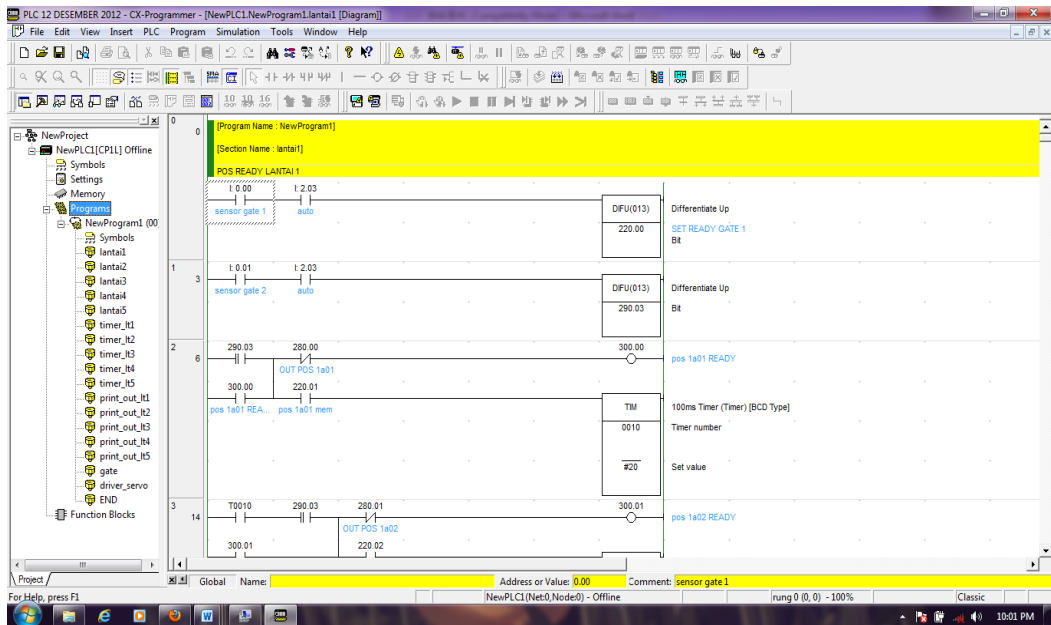 PLC 12 DESEMBER 2012 - CX-Programmer - [NewPLC1.NewProgram1.lantai1 [Diagram]]
File Edit View Insert PLC Program Simulation Tools Window Help
10 10 16
NewProject
NewPLC1[CP1L] Offline
Symbols
Settings
Memory
Programs
NewProgram1 (00
Symbols
lantai1
lantai2
lantai3
lantai4
lantai5
timer_lt1
timer_lt2
timer_lt3
timer_lt4
timer_lt5
print_out_lt1
print_out_lt2
print_out_lt3
print_out_lt4
print_out_lt5
gate
driver_servo
END
Function Blocks
Project
0
0
[Program Name : NewProgram1]
[Section Name : lantai1]
POS READY LANTAI 1
I: 0.00 I: 2.03
sensor gate 1 auto
DIFU(013) Differentiate Up
220.00 SET READY GATE 1
Bit
1
3
I: 0.01 I: 2.03
sensor gate 2 auto
DIFU(013) Differentiate Up
290.03 Bit
2
6
290.03 280.00 300.00
OUT POS 1a01 pos 1a01 READY
300.00 220.01
pos 1a01 REA... pos 1a01 mem
TIM 100ms Timer (Timer) [BCD Type]
0010 Timer number
#20 Set value
3
14
T0010 290.03 280.01 300.01
OUT POS 1a02 pos 1a02 READY
300.01 220.02
Global Name: Address or Value: 0.00 Comment: sensor gate 1
For Help, press F1 NewPLC1(Net:0,Node:0) - Offline rung 0 (0, 0) - 100% Classic
10:01 PM